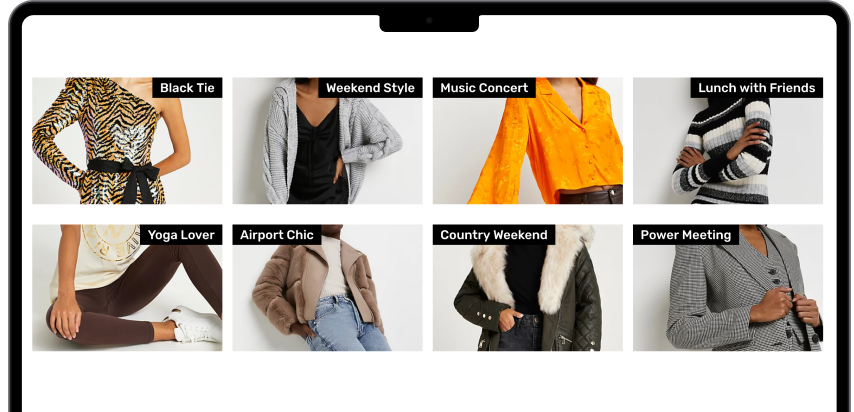 Black Tie
Weekend Style
Music Concert
Lunch with Friends
Yoga Lover
Airport Chic
Country Weekend
Power Meeting